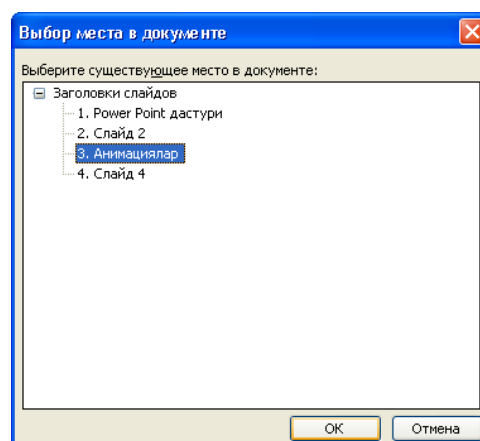 Выбор места в документе
Выберите существующее место в документе:
Заголовки слайдов
1. Power Point дастури
2. Слайд 2
3. Анимациялар
4. Слайд 4
ОК
Отмена